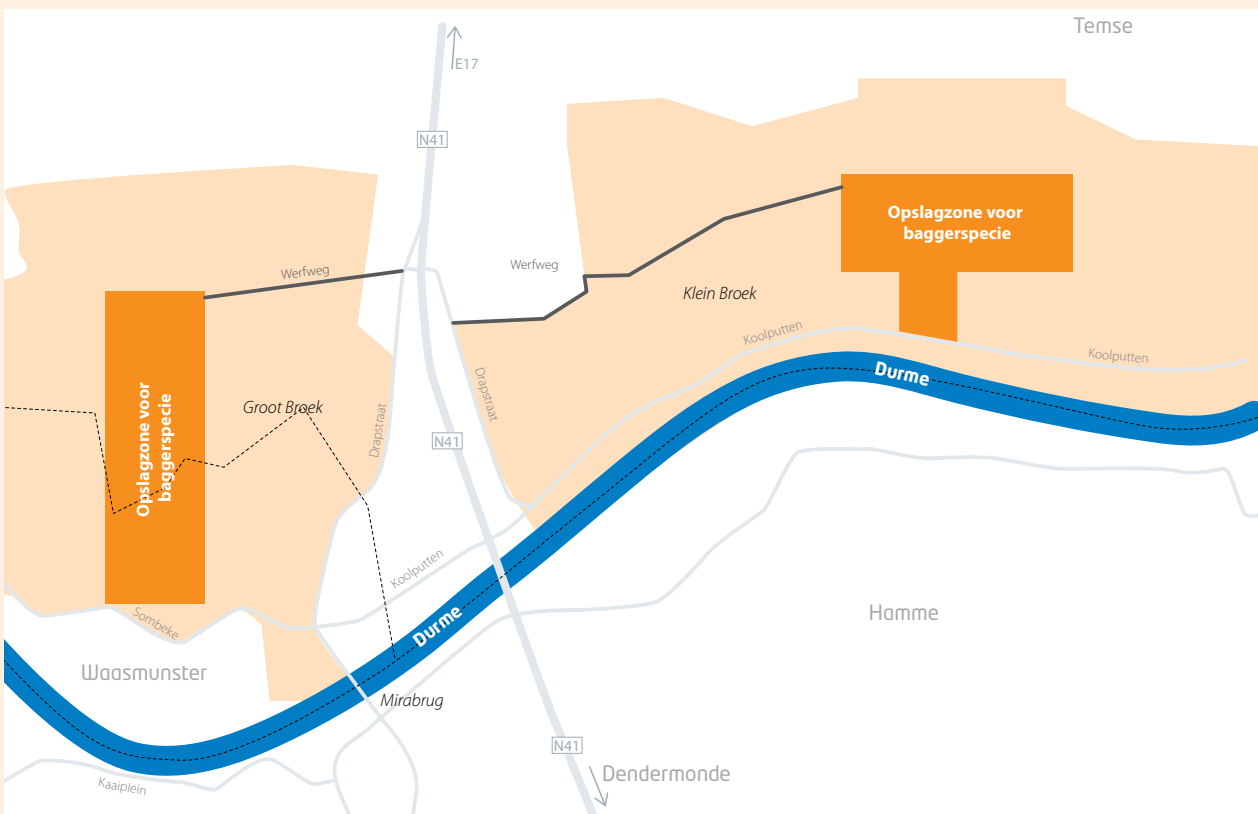 Temse
E17
N41
Opslagzone voor
baggerspecie
Werfweg
Werfweg
Klein Broek
Koolputten
Koolputten
Durme
Drapstraat
Groot Broek
Drapstraat
N41
Opslagzone voor
baggerspecie
Koolputten
Durme
Sombeke
Hamme
Waasmunster
Mirabrug
N41
Dendermonde
Kaaiplein